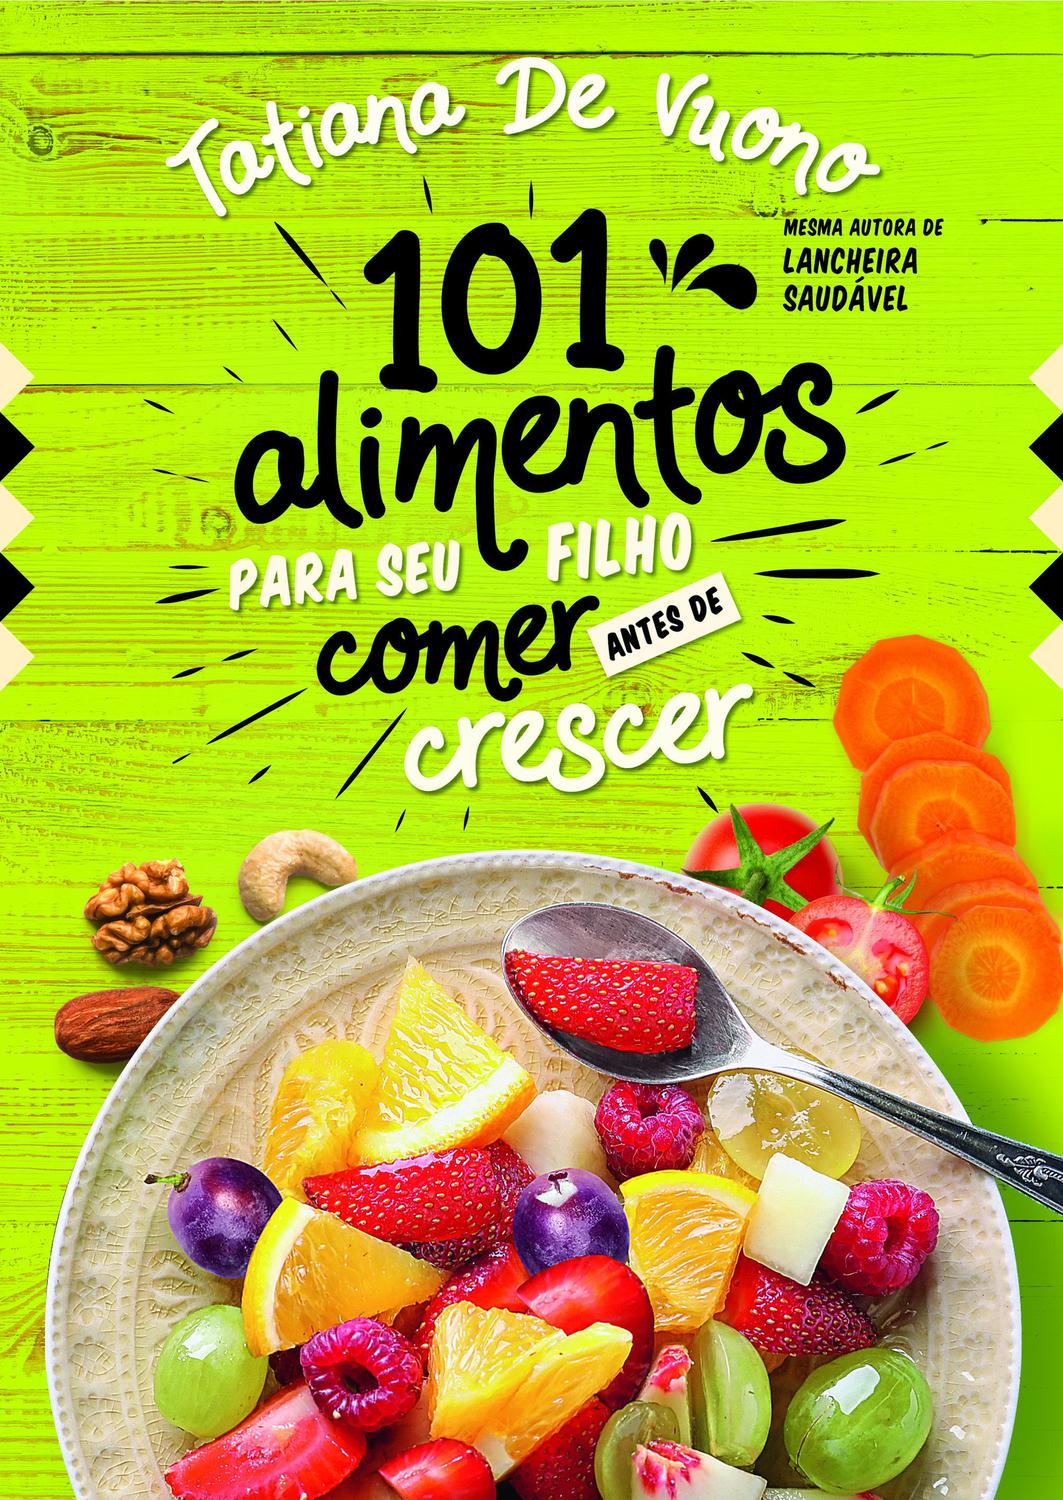 Tatiana De Vuono
MESMA AUTORA DE
LANCHEIRA
SAUDÁVEL
101
alimentos
PARA SEU FILHO
comer ANTES DE
crescer